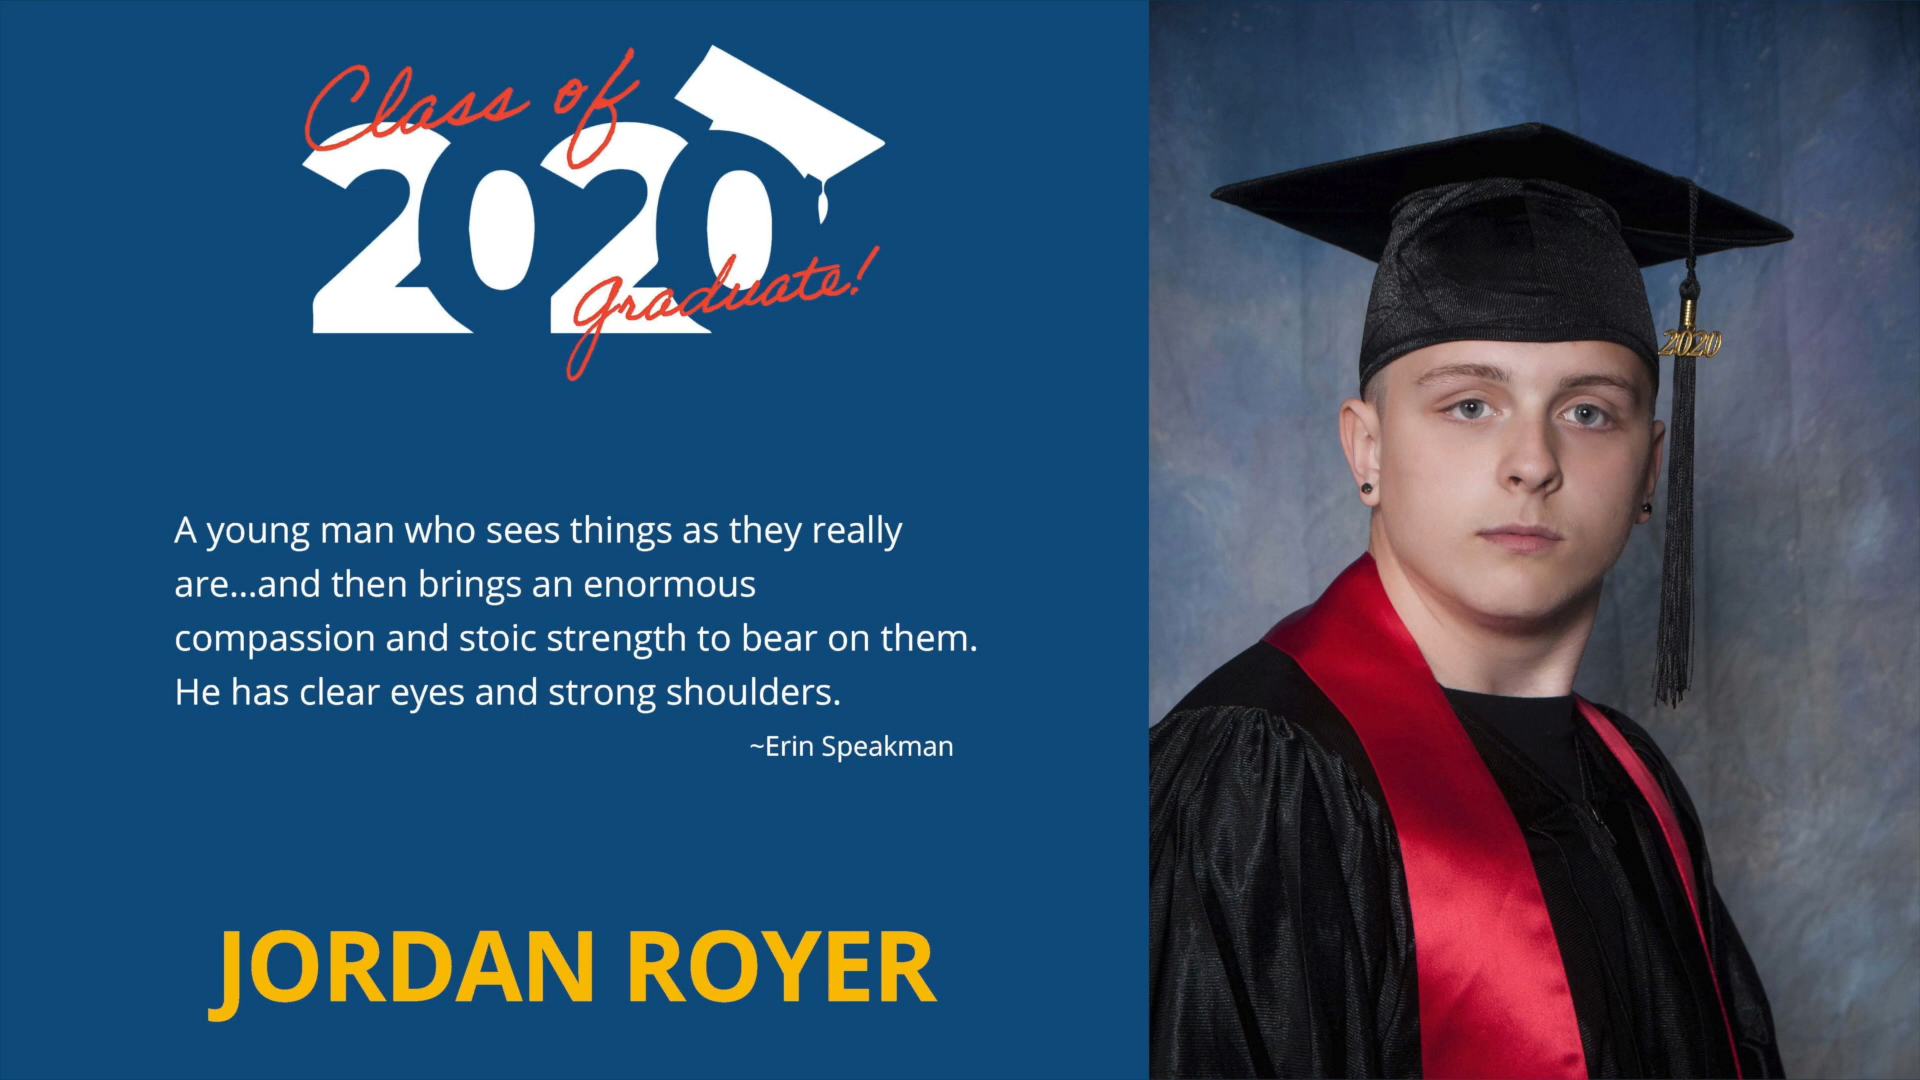 Class of
2020
graduate!
A young man who sees things as they really
are...and then brings an enormous
compassion and stoic strength to bear on them.
He has clear eyes and strong shoulders.
~Erin Speakman
JORDAN ROYER
2020